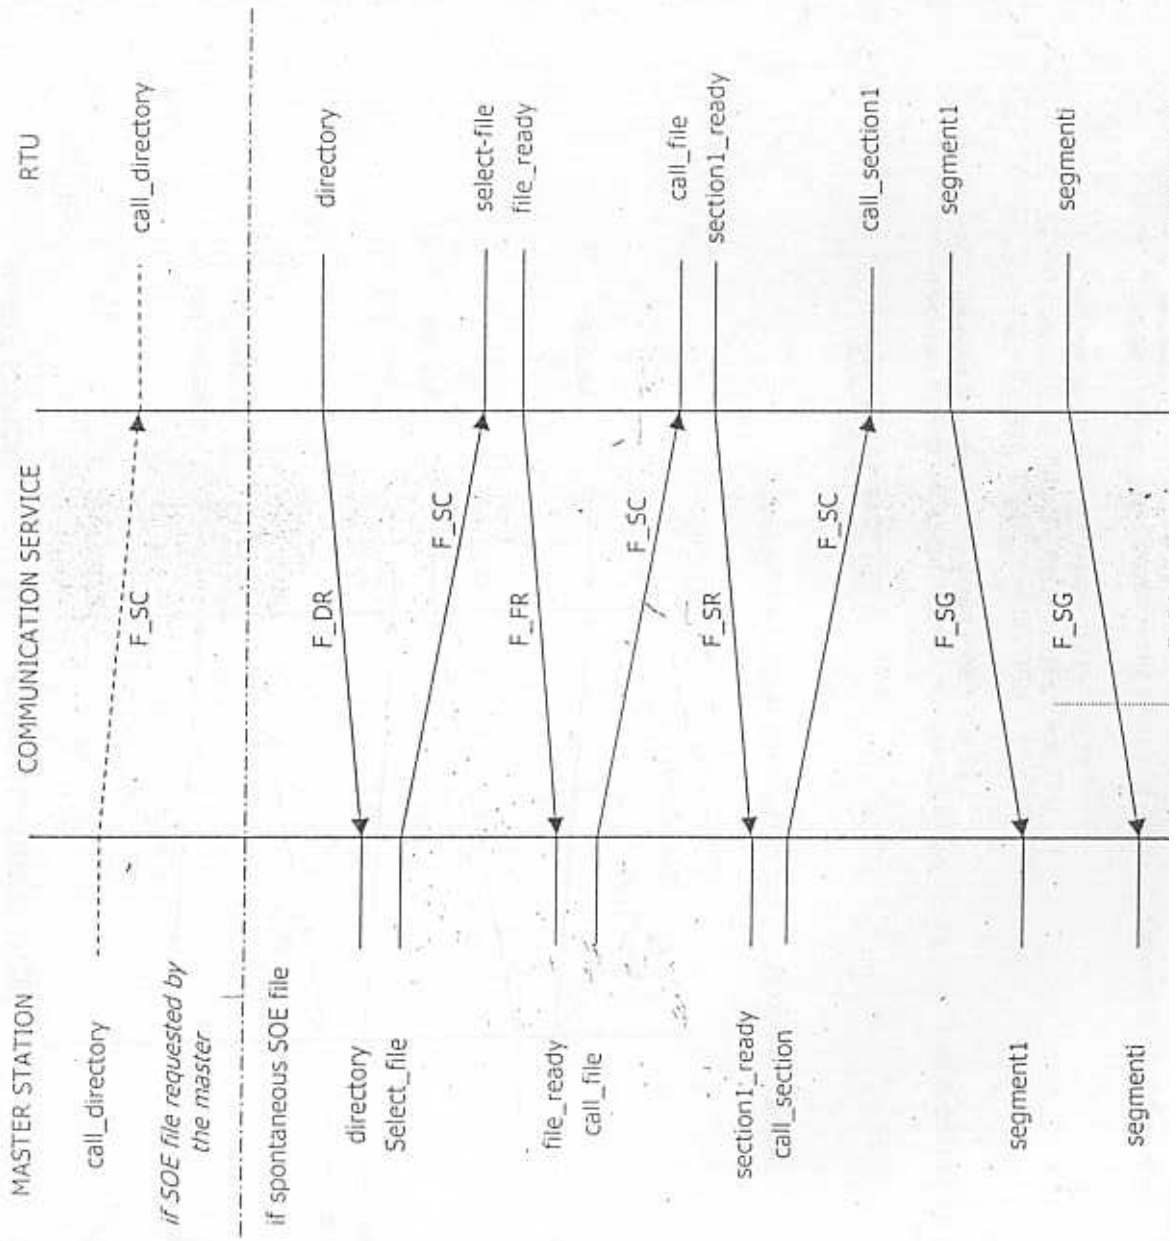 MASTER STATION
COMMUNICATION SERVICE
RTU
call_directory
F_SC
call_directory
if SOE file requested by
the master
if spontaneous SOE file
F_DR
directory
directory
Select_file
F_SC
select-file
F_FR
file_ready
file_ready
call_file
F_SC
call_file
F_SR
section1_ready
section1_ready
call_section
F_SC
call_section1
F_SG
segment1
segment1
F_SG
segmenti
segmenti